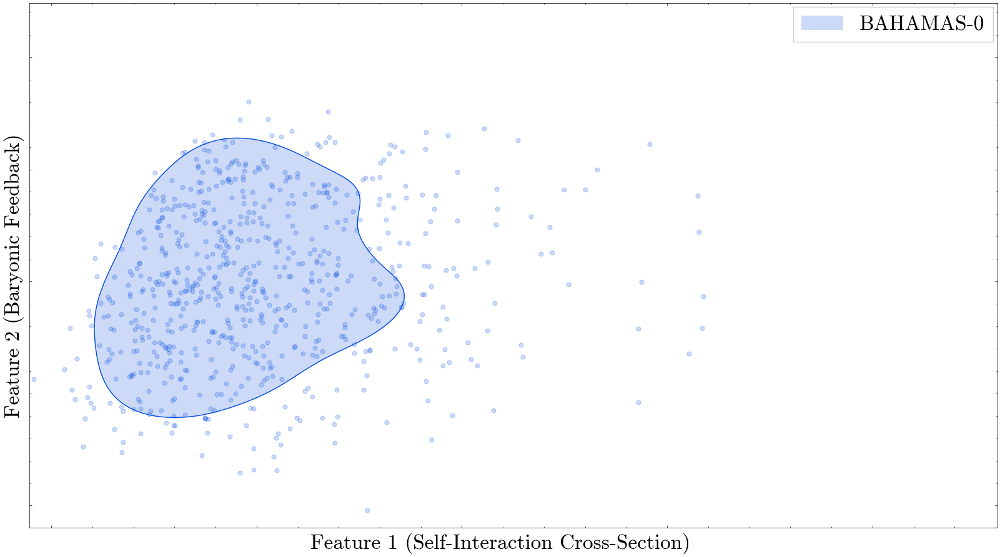 BAHAMAS-0
Feature 2 (Baryonic Feedback)
Feature 1 (Self-Interaction Cross-Section)